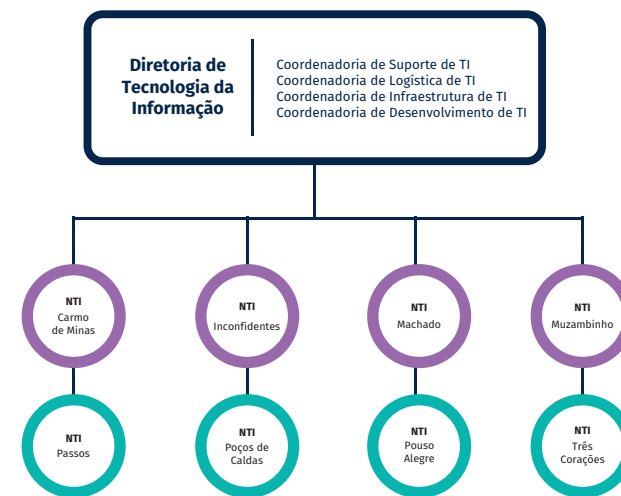 Diretoria de
Tecnologia da
Informação
Coordenadoria de Suporte de TI
Coordenadoria de Logística de TI
Coordenadoria de Infraestrutura de TI
Coordenadoria de Desenvolvimento de TI
NTI
Carmo
de Minas
NTI
Inconfidentes
NTI
Machado
NTI
Muzambinho
NTI
Passos
NTI
Poços de
Caldas
NTI
Pouso
Alegre
NTI
Três
Corações